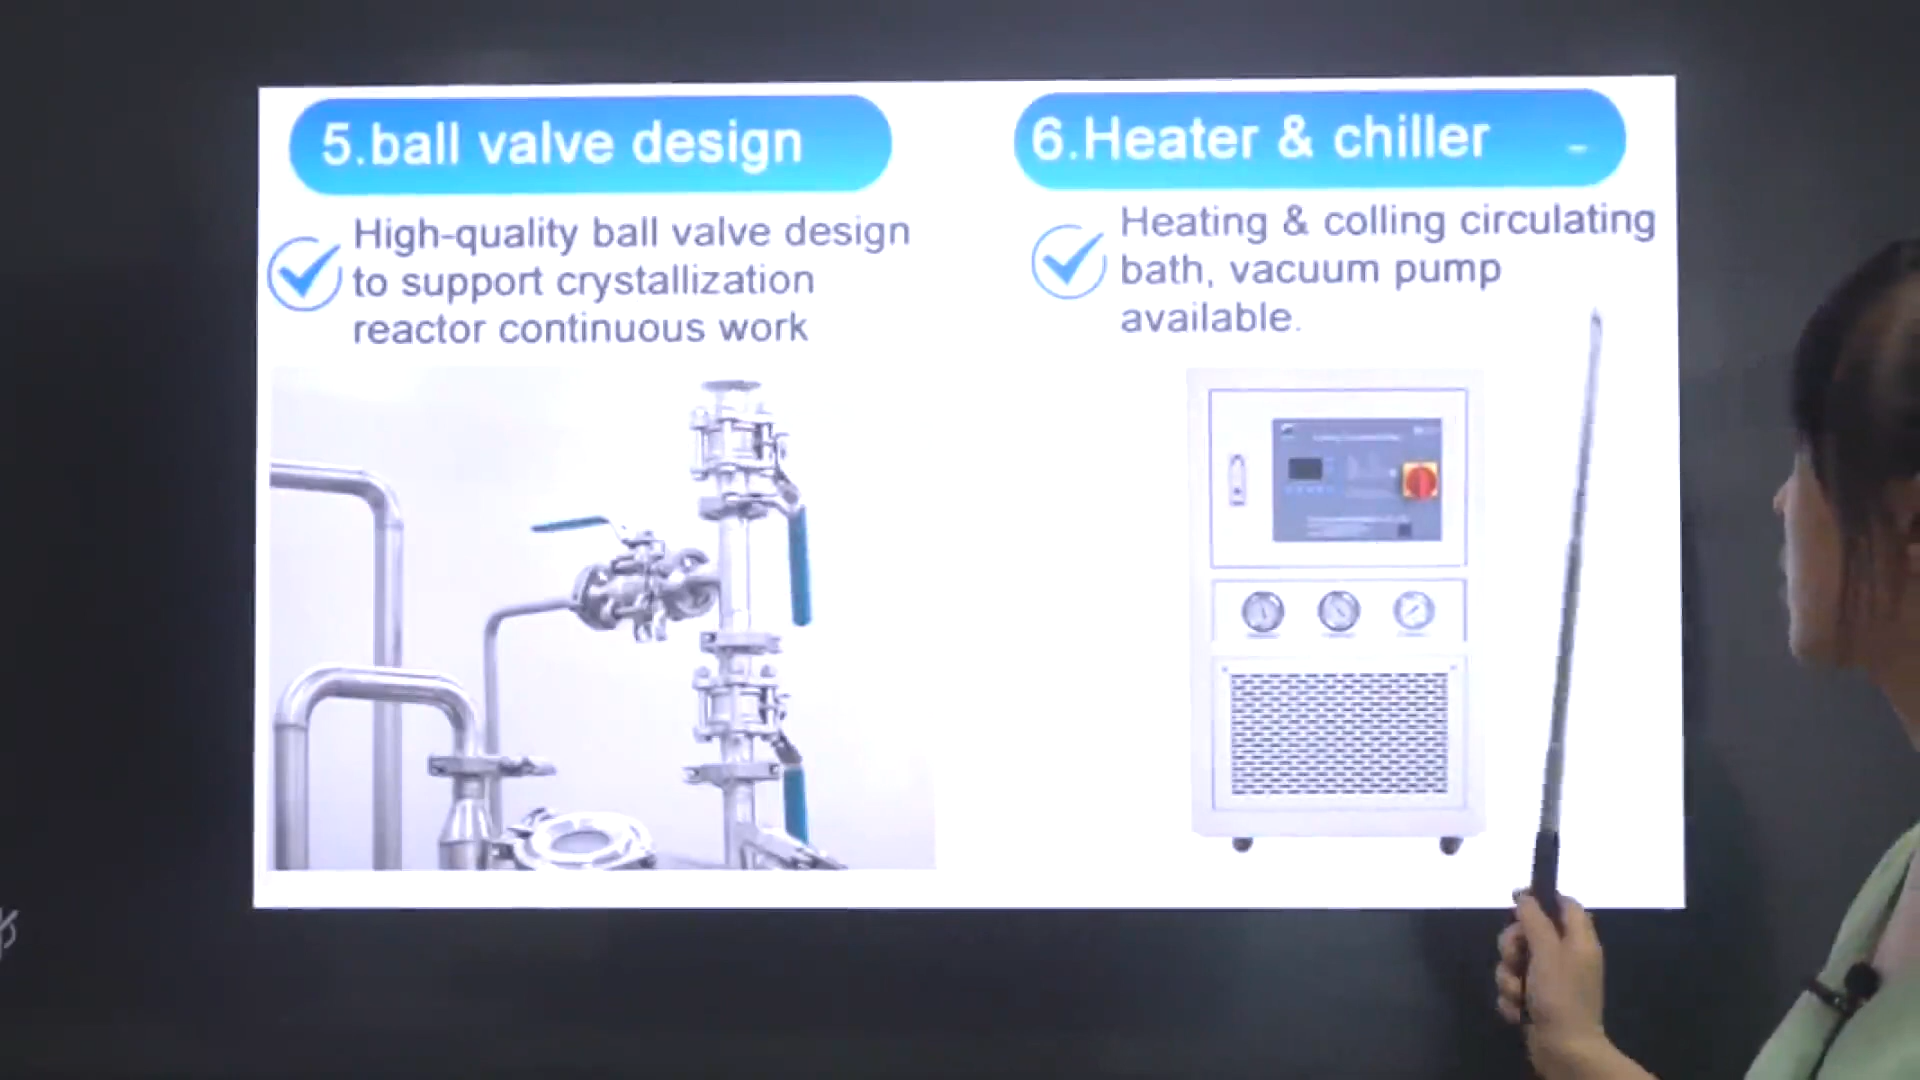 5.ball valve design
High-quality ball valve design
to support crystallization
reactor continuous work
6.Heater & chiller
Heating & colling circulating
bath, vacuum pump
available.